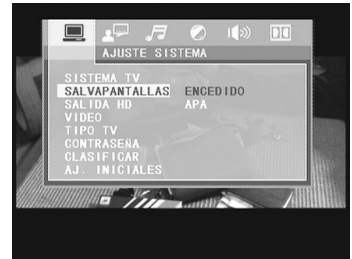 AJUSTE SISTEMA
SISTEMA TV
SALVAPANTALLAS ENCEDIDO
SALIDA HD APA
VIDEO
TIPO TV
CONTRASEÑA
CLASIFICAR
AJ. INICIALES